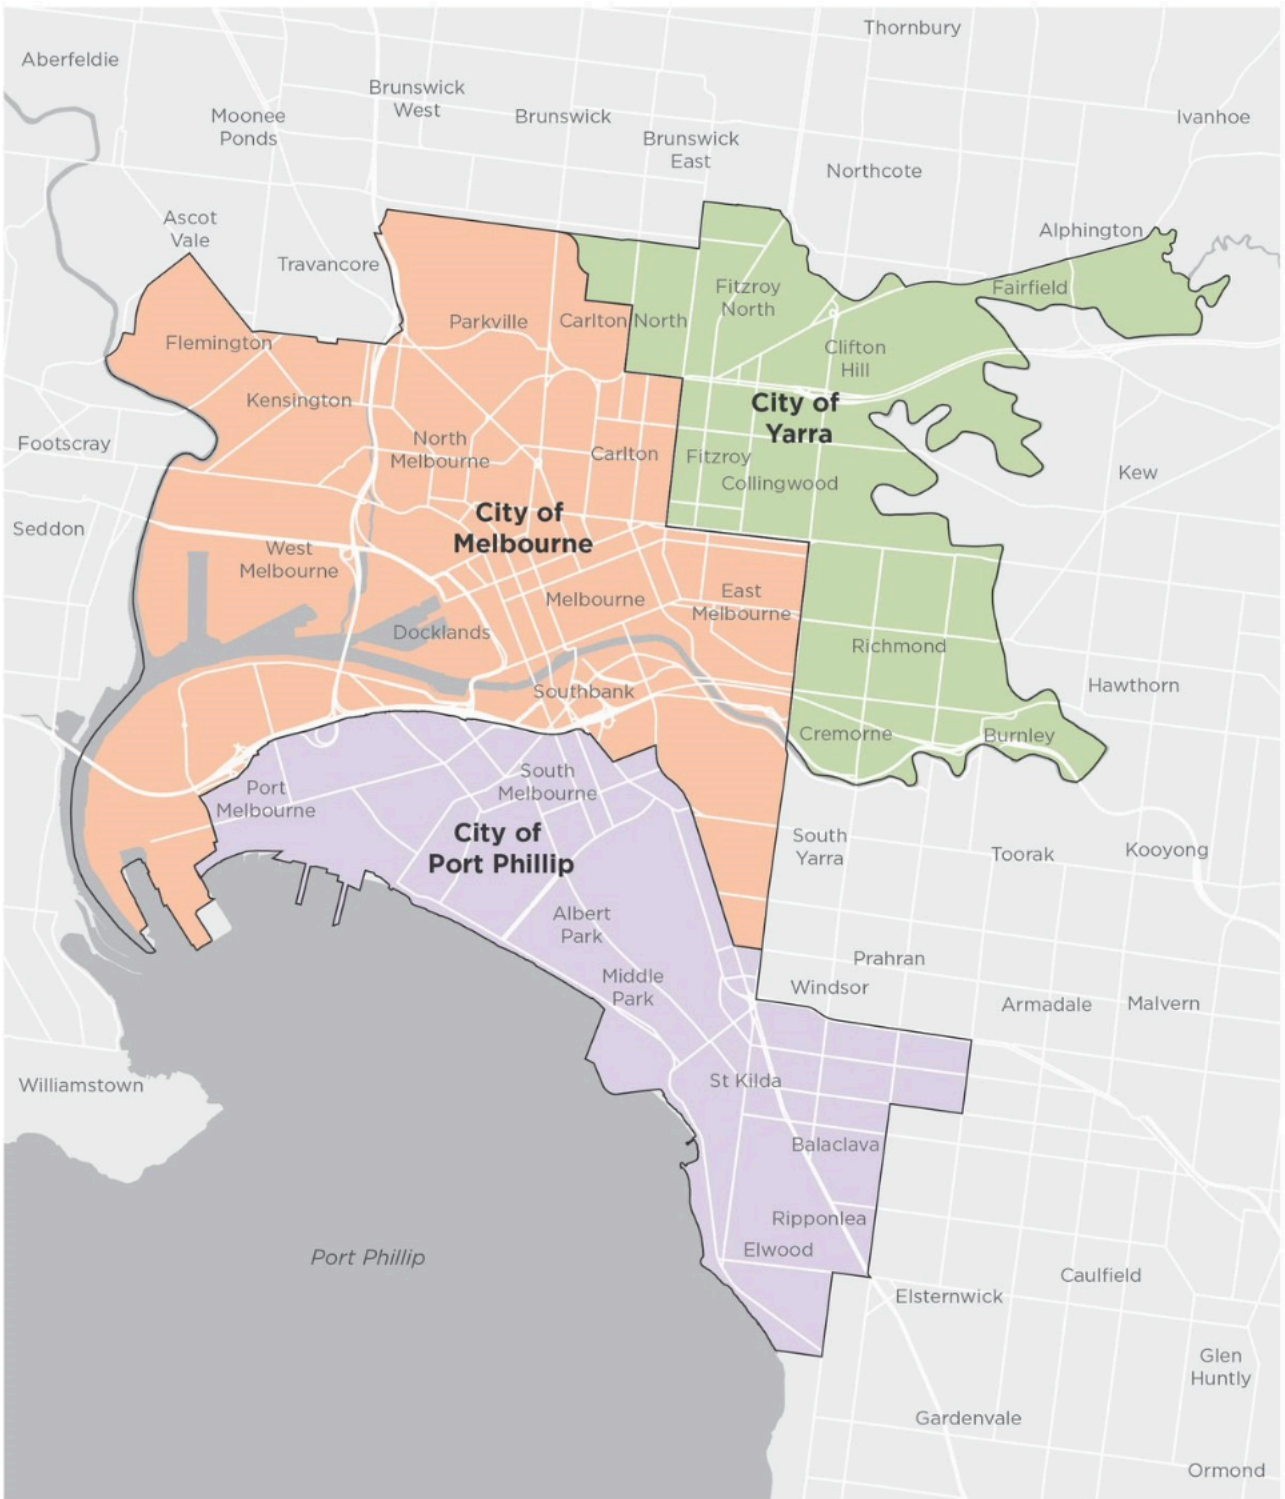 Thornbury
Aberfeldie
Brunswick
West
Moonee
Ponds
Brunswick
Ivanhoe
Brunswick
East
Northcote
Ascot
Vale
Alphington
Travancore
Fitzroy
North
Fairfield
Parkville
Carlton North
Flemington
Clifton
Hill
Kensington
City of
Yarra
Footscray
North
Melbourne
Carlton
Fitzroy
Collingwood
Kew
Seddon
City of
Melbourne
West
Melbourne
Melbourne
East
Melbourne
Docklands
Richmond
Southbank
Hawthorn
Cremorne
Burnley
Port
Melbourne
South
Melbourne
City of
Port Phillip
South
Yarra
Toorak
Kooyong
Albert
Park
Prahran
Middle
Park
Windsor
Armadale
Malvern
Williamstown
St Kilda
Balaclava
Ripponlea
Elwood
Port Phillip
Caulfield
Elsternwick
Glen
Huntly
Gardenvale
Ormond